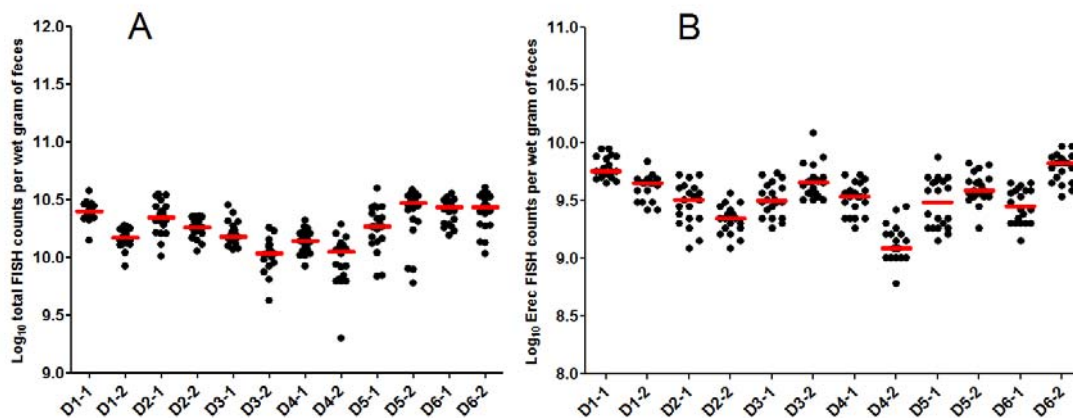 A
Log10 total FISH counts per wet gram of feces
12.0
11.5
11.0
10.5
10.0
9.5
9.0
D1-1 D1-2 D2-1 D2-2 D3-1 D3-2 D4-1 D4-2 D5-1 D5-2 D6-1 D6-2
B
Log10 Erec FISH counts per wet gram of feces
11.0
10.5
10.0
9.5
9.0
8.5
8.0
D1-1 D1-2 D2-1 D2-2 D3-1 D3-2 D4-1 D4-2 D5-1 D5-2 D6-1 D6-2